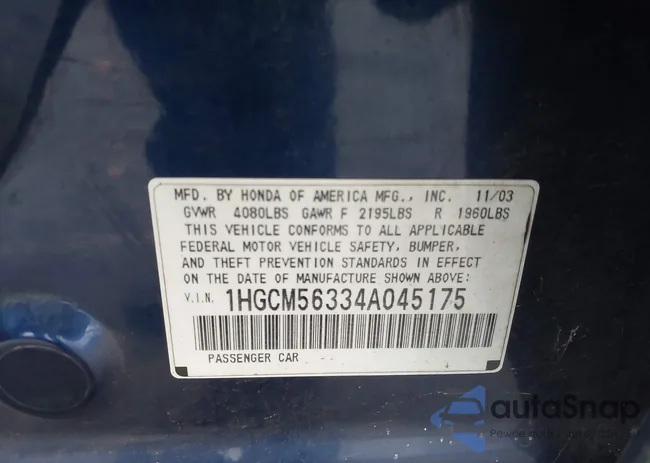 MFD. BY HONDA OF AMERICA MFG., INC. 11/03
GVWR 4080LBS GAWR F 2195LBS R 1960LBS
THIS VEHICLE CONFORMS TO ALL APPLICABLE
FEDERAL MOTOR VEHICLE SAFETY, BUMPER,
AND THEFT PREVENTION STANDARDS IN EFFECT
ON THE DATE OF MANUFACTURE SHOWN ABOVE:
V.I.N. 1HGCM56334A045175
PASSENGER CAR
autoSnap